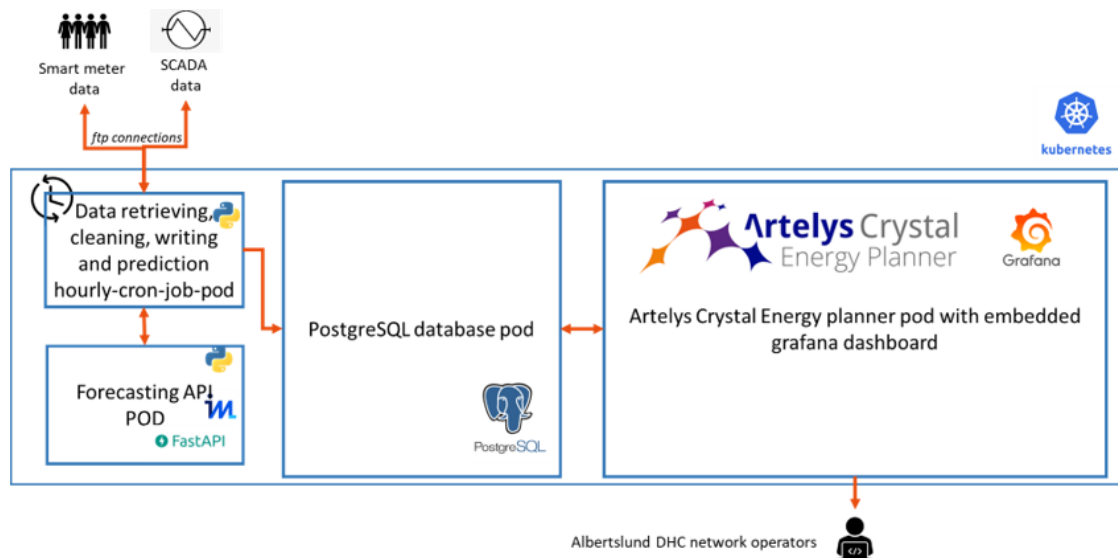 Smart meter
data
SCADA
data
ftp connections
kubernetes
Data retrieving,
cleaning, writing
and prediction
hourly-cron-job-pod
Forecasting API
POD
FastAPI
PostgreSQL database pod
PostgreSQL
Artelys Crystal
Energy Planner
Grafana
Artelys Crystal Energy planner pod with embedded
grafana dashboard
Albertslund DHC network operators